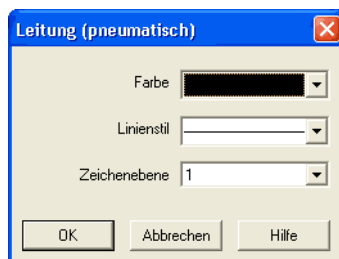 Leitung (pneumatisch)
Farbe
Linienstil
Zeichenebene 1
OK Abbrechen Hilfe